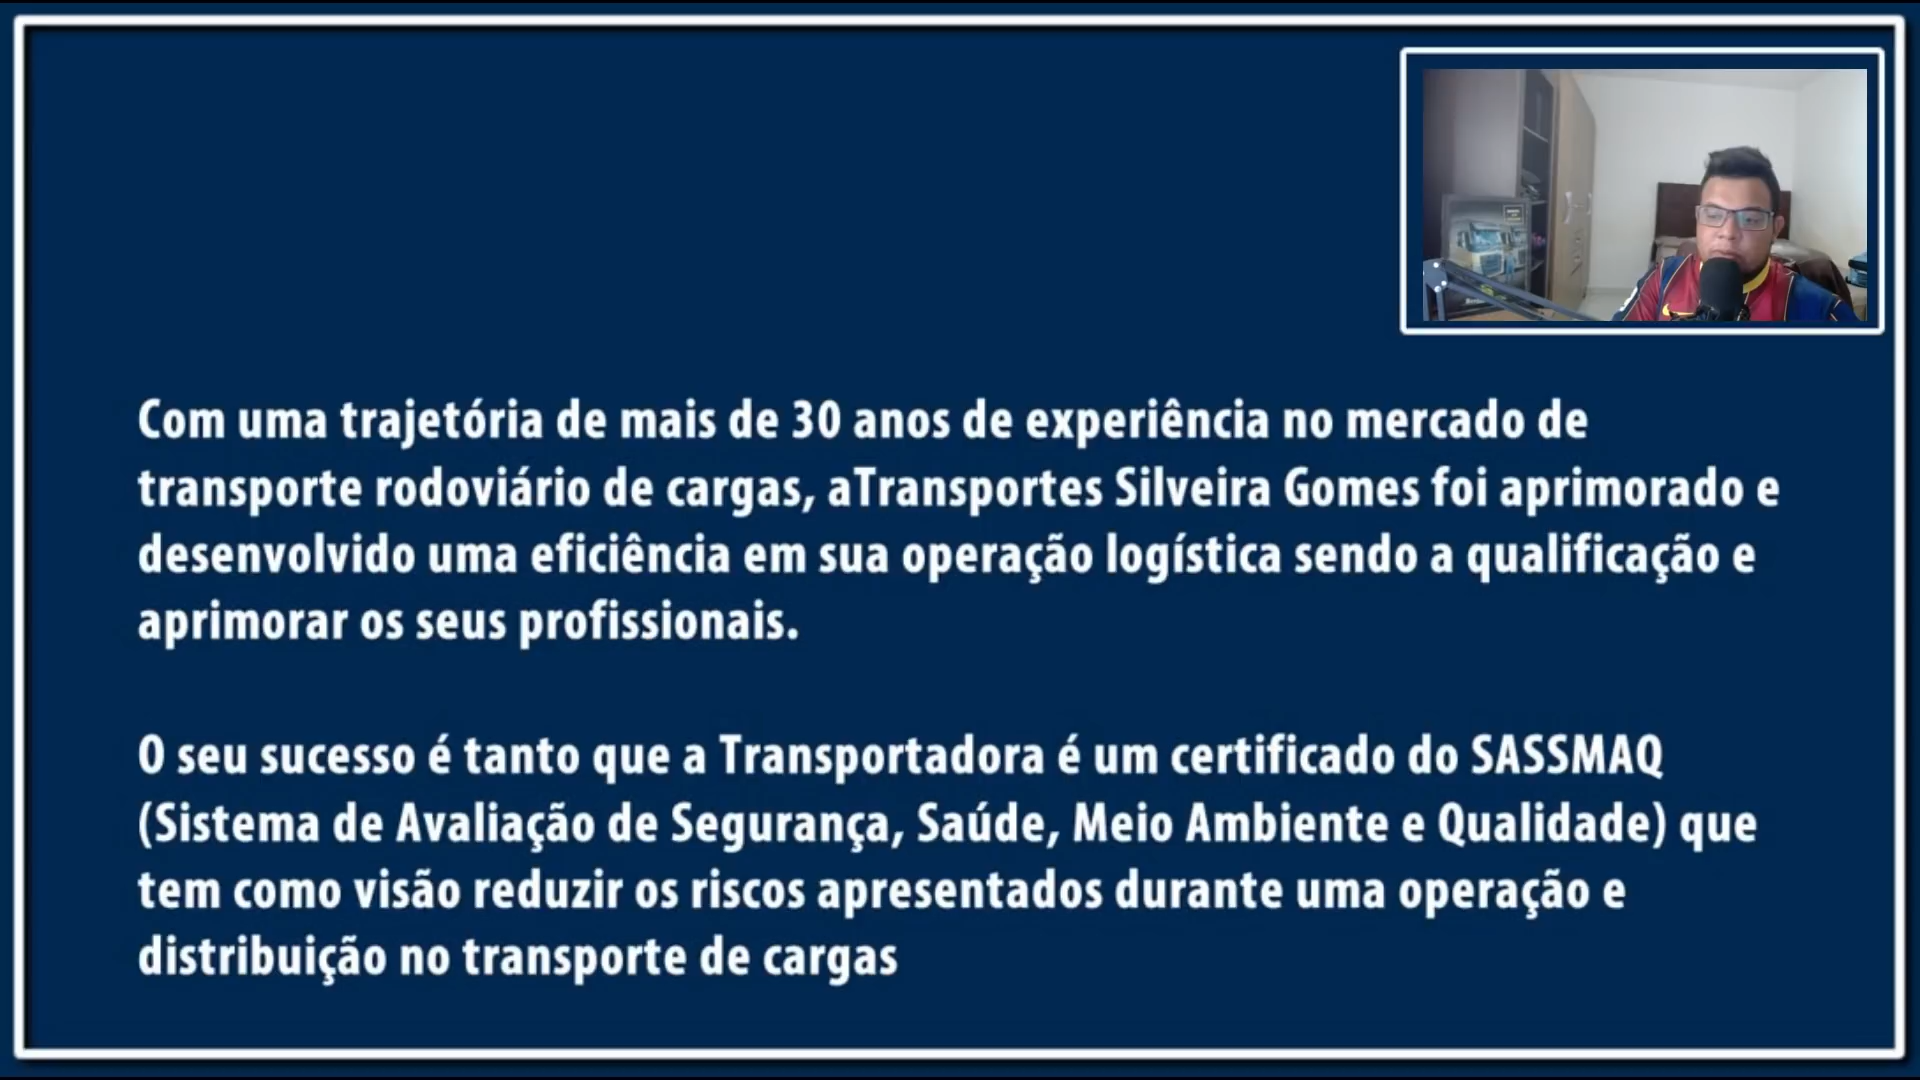 Com uma trajetória de mais de 30 anos de experiência no mercado de
transporte rodoviário de cargas, aTransportes Silveira Gomes foi aprimorado e
desenvolvido uma eficiência em sua operação logística sendo a qualificação e
aprimorar os seus profissionais.
O seu sucesso é tanto que a Transportadora é um certificado do SASSMAQ
(Sistema de Avaliação de Segurança, Saúde, Meio Ambiente e Qualidade) que
tem como visão reduzir os riscos apresentados durante uma operação e
distribuição no transporte de cargas